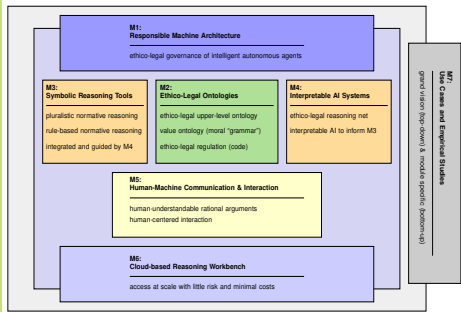 M1:
Responsible Machine Architecture
ethico-legal governance of intelligent autonomous agents
M3:
Symbolic Reasoning Tools
pluralistic normative reasoning
rule-based normative reasoning
integrated and guided by M4
M2:
Ethico-Legal Ontologies
ethico-legal upper-level ontology
value ontology (moral "grammar")
ethico-legal regulation (code)
M4:
Interpretable AI Systems
ethico-legal reasoning net
interpretable AI to inform M3
M5:
Human-Machine Communication & Interaction
human-understandable rational arguments
human-centered interaction
M6:
Cloud-based Reasoning Workbench
access at scale with little risk and minimal costs
M7:
Use Cases and Empirical Studies
grand vision (top-down) & module specific (bottom-up)